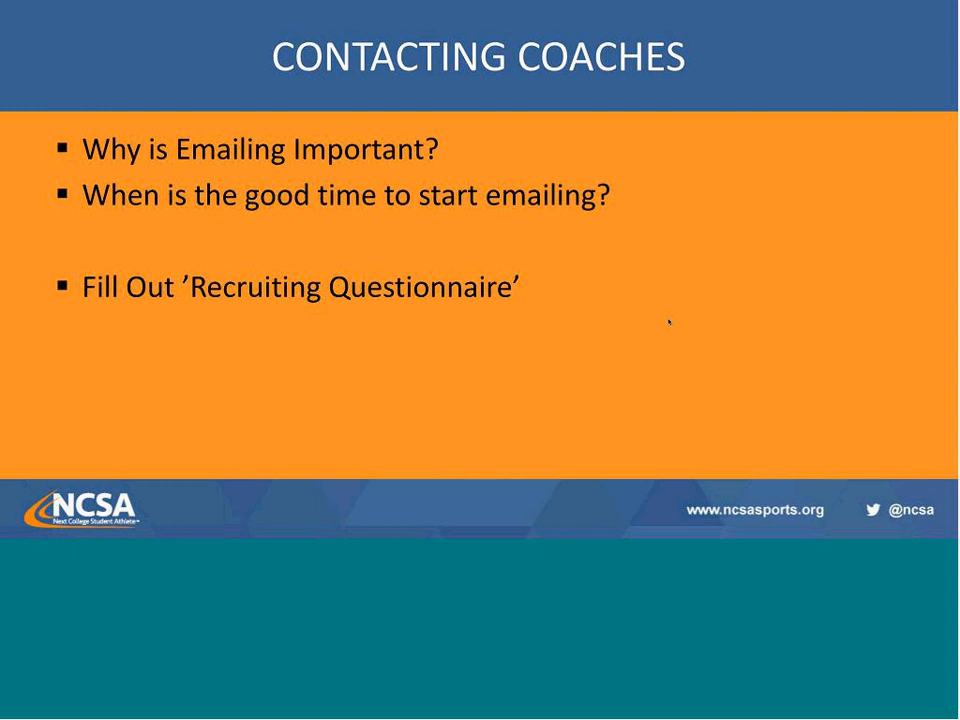 CONTACTING COACHES
▪ Why is Emailing Important?
▪ When is the good time to start emailing?
▪ Fill Out ’Recruiting Questionnaire’
NCSA
Next College Student Athlete™
www.ncsasports.org
@ncsa